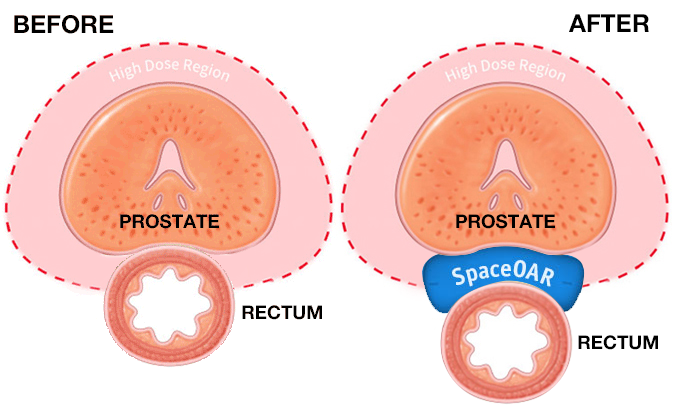 BEFORE
AFTER
High Dose Region
High Dose Region
PROSTATE
PROSTATE
SpaceOAR
RECTUM
RECTUM